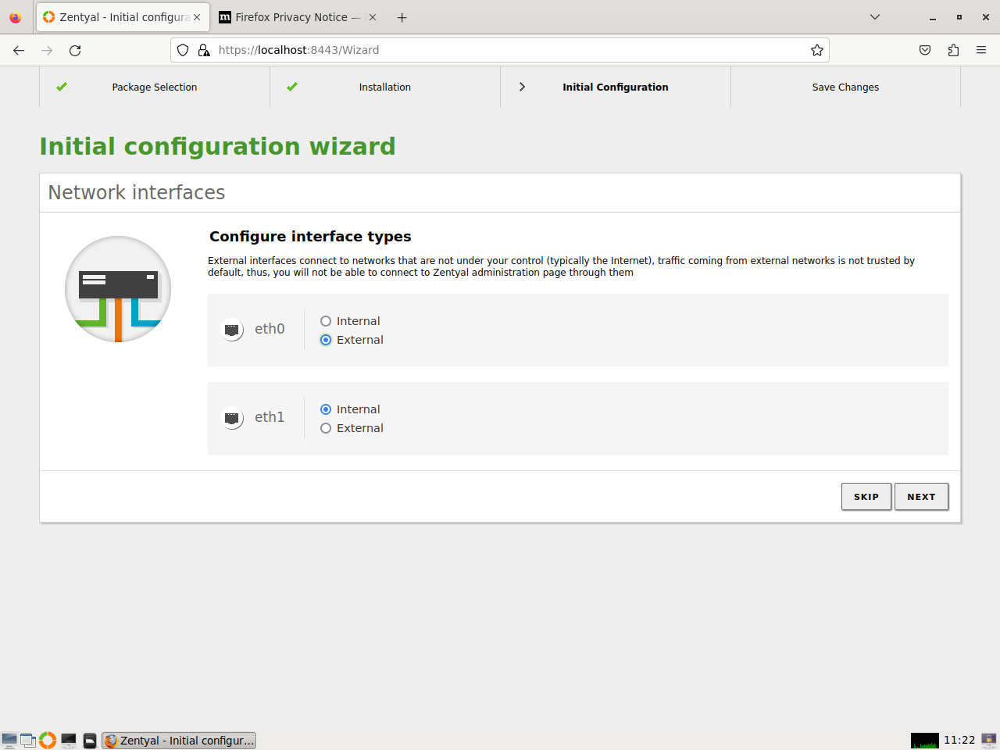 Zentyal - Initial configura
Firefox Privacy Notice —
https://localhost:8443/Wizard
Package Selection
Installation
Initial Configuration
Save Changes
Initial configuration wizard
Network interfaces
Configure interface types
External interfaces connect to networks that are not under your control (typically the Internet), traffic coming from external networks is not trusted by
default, thus, you will not be able to connect to Zentyal administration page through them
eth0
Internal
External
eth1
Internal
External
SKIP
NEXT
Zentyal - Initial configur...
11:22